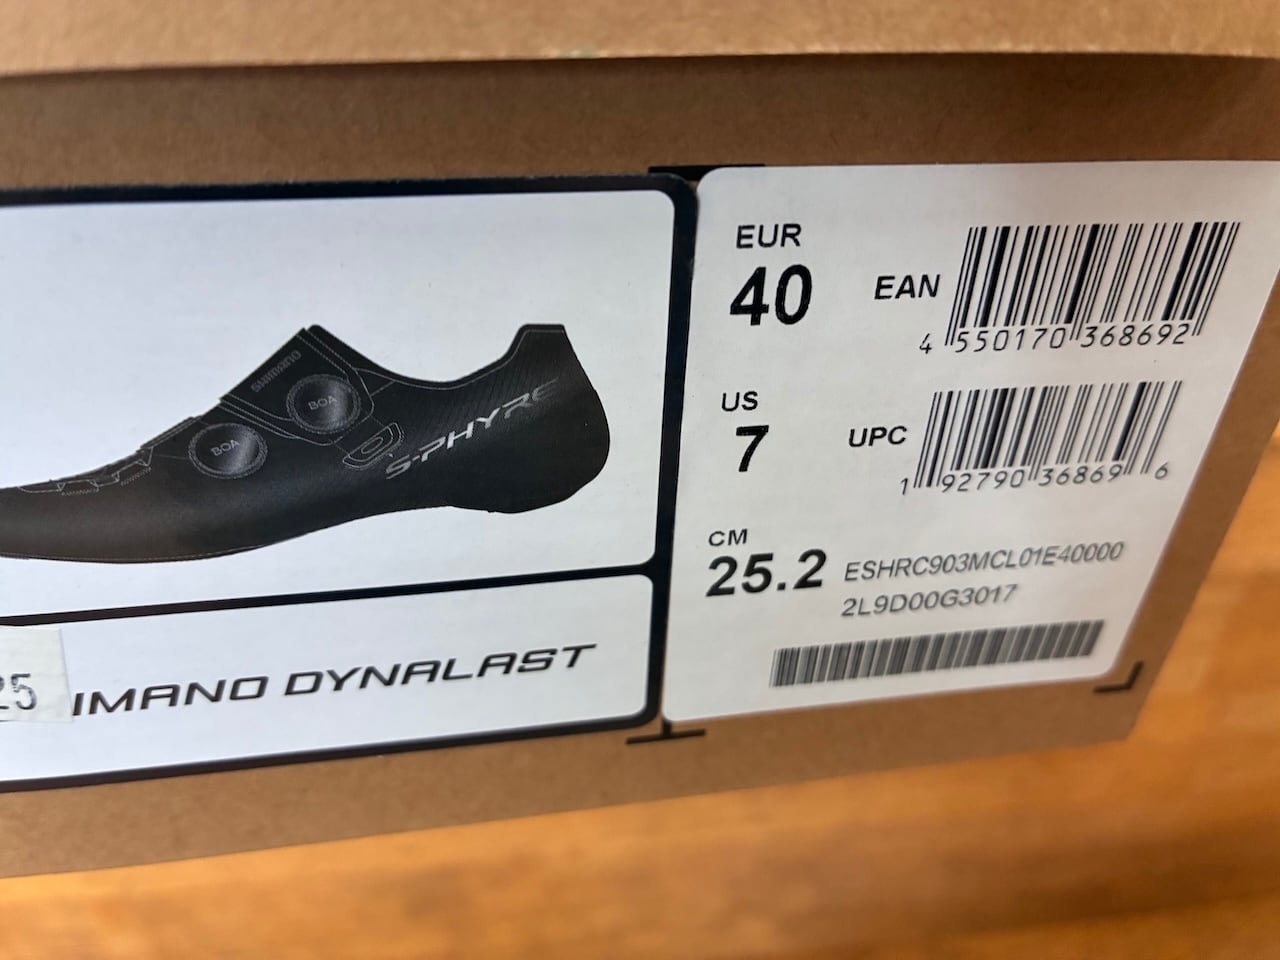 SHIMANO
BOA
BOA
S-PHYRE
25
IMANO DYNALAST
EUR
40
EAN
4 550170 368692
US
7
UPC
1 92790 36869 6
CM
25.2
ESHRC903MCL01E40000
2L9D00G3017